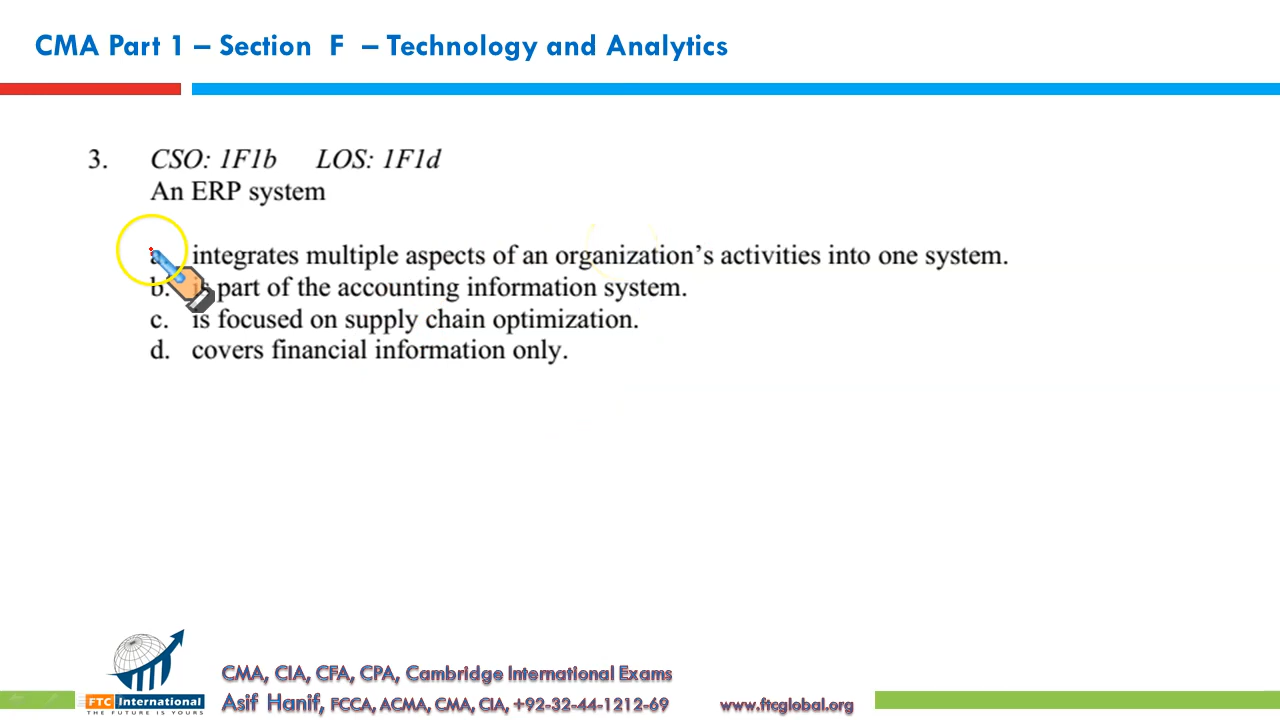 CMA Part 1 – Section F – Technology and Analytics
3. CSO: 1F1b LOS: 1F1d
An ERP system
a. integrates multiple aspects of an organization’s activities into one system.
b. is part of the accounting information system.
c. is focused on supply chain optimization.
d. covers financial information only.
FTC International
THE FUTURE IS YOURS
CMA, CIA, CFA, CPA, Cambridge International Exams
Asif Hanif, FCCA, ACMA, CMA, CIA, +92-32-44-1212-69 www.ftcglobal.org